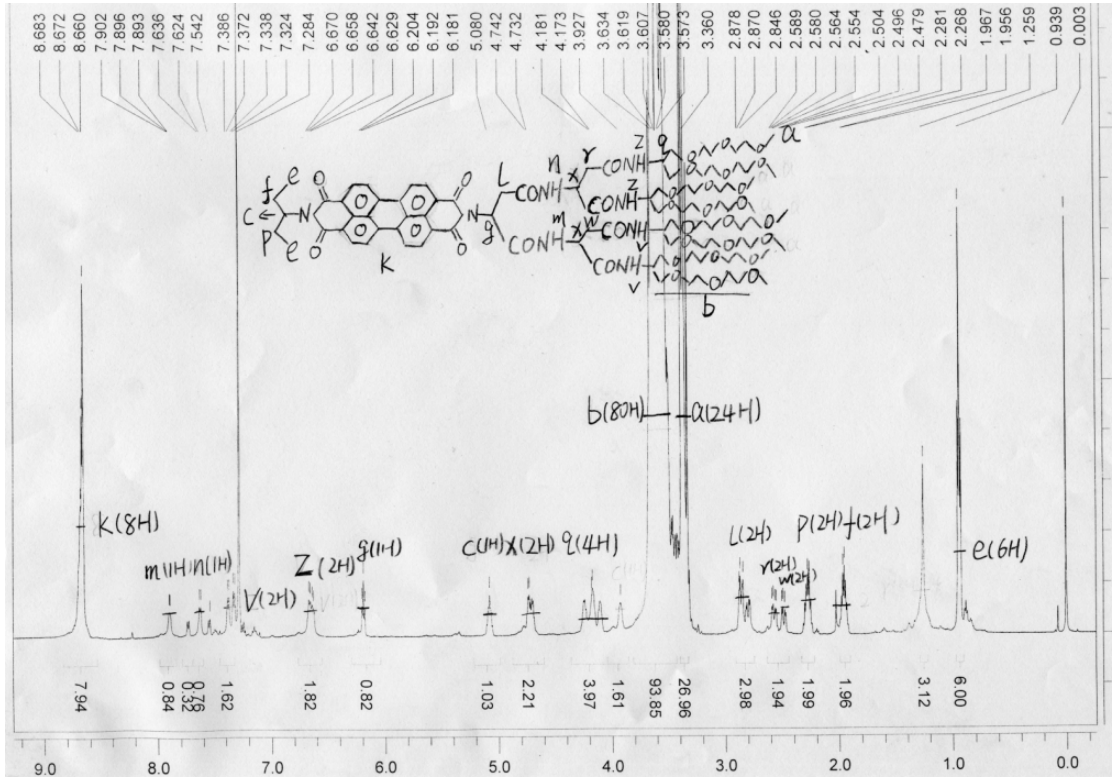 8.683 8.672 8.660 7.902 7.896 7.893 7.636 7.624 7.542 7.386 7.372 7.338 7.324 7.284 6.670 6.658 6.642 6.629 6.204 6.192 6.181 5.080 4.742 4.732 4.181 4.173 3.927 3.634 3.619 3.607 3.580 3.573 3.360 2.878 2.870 2.846 2.589 2.580 2.564 2.554 2.504 2.496 2.479 2.281 2.268 1.967 1.956 1.259 0.939 0.003
z q g a
n r CONH
e l x
f O O CONH z
c N N CONH
p g m x w CONH
e O O CONH
K CONH v
v
b
b(80H) a(24H)
K(8H)
m(1H) n(1H) V(2H) Z(2H) g(1H) C(1H) X(2H) q(4H) L(2H) r(2H) w(2H) P(2H) f(2H) e(6H)
7.94 0.84 0.76 0.32 1.62 1.82 0.82 1.03 2.21 3.97 1.61 93.85 26.96 2.98 1.94 1.99 1.96 3.12 6.00
9.0 8.0 7.0 6.0 5.0 4.0 3.0 2.0 1.0 0.0